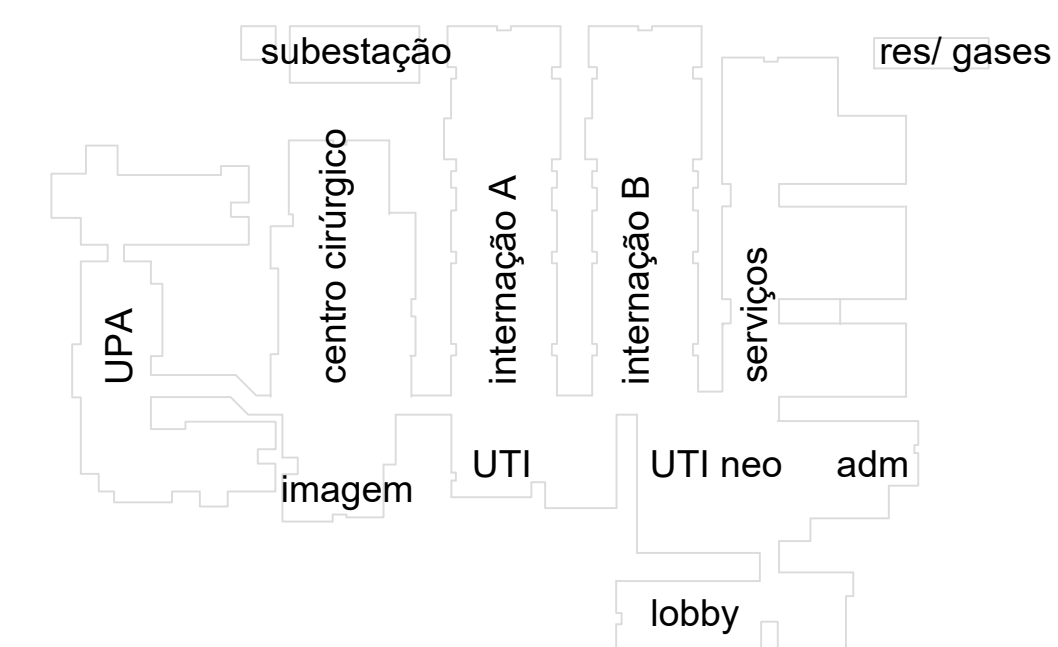 subestação
res/ gases
centro cirúrgico
internação A
internação B
serviços
UPA
UTI
UTI neo
adm
imagem
lobby